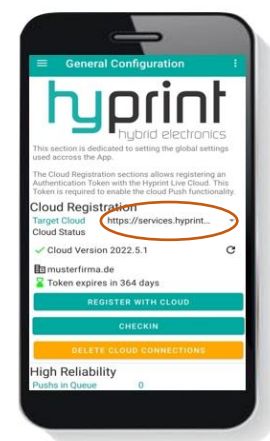 General Configuration
hyprint
hybrid electronics
This section is dedicated to setting the global settings
used accross the App.
The Cloud Registration sections allows registering an
Authentication Token with the Hyprint Live Cloud. This
Token is required to enable the cloud Push functionality.
Cloud Registration
Target Cloud https://services.hyprint...
Cloud Status
Cloud Version 2022.5.1
musterfirma.de
Token expires in 364 days
REGISTER WITH CLOUD
CHECKIN
DELETE CLOUD CONNECTIONS
High Reliability
Pushs in Queue 0